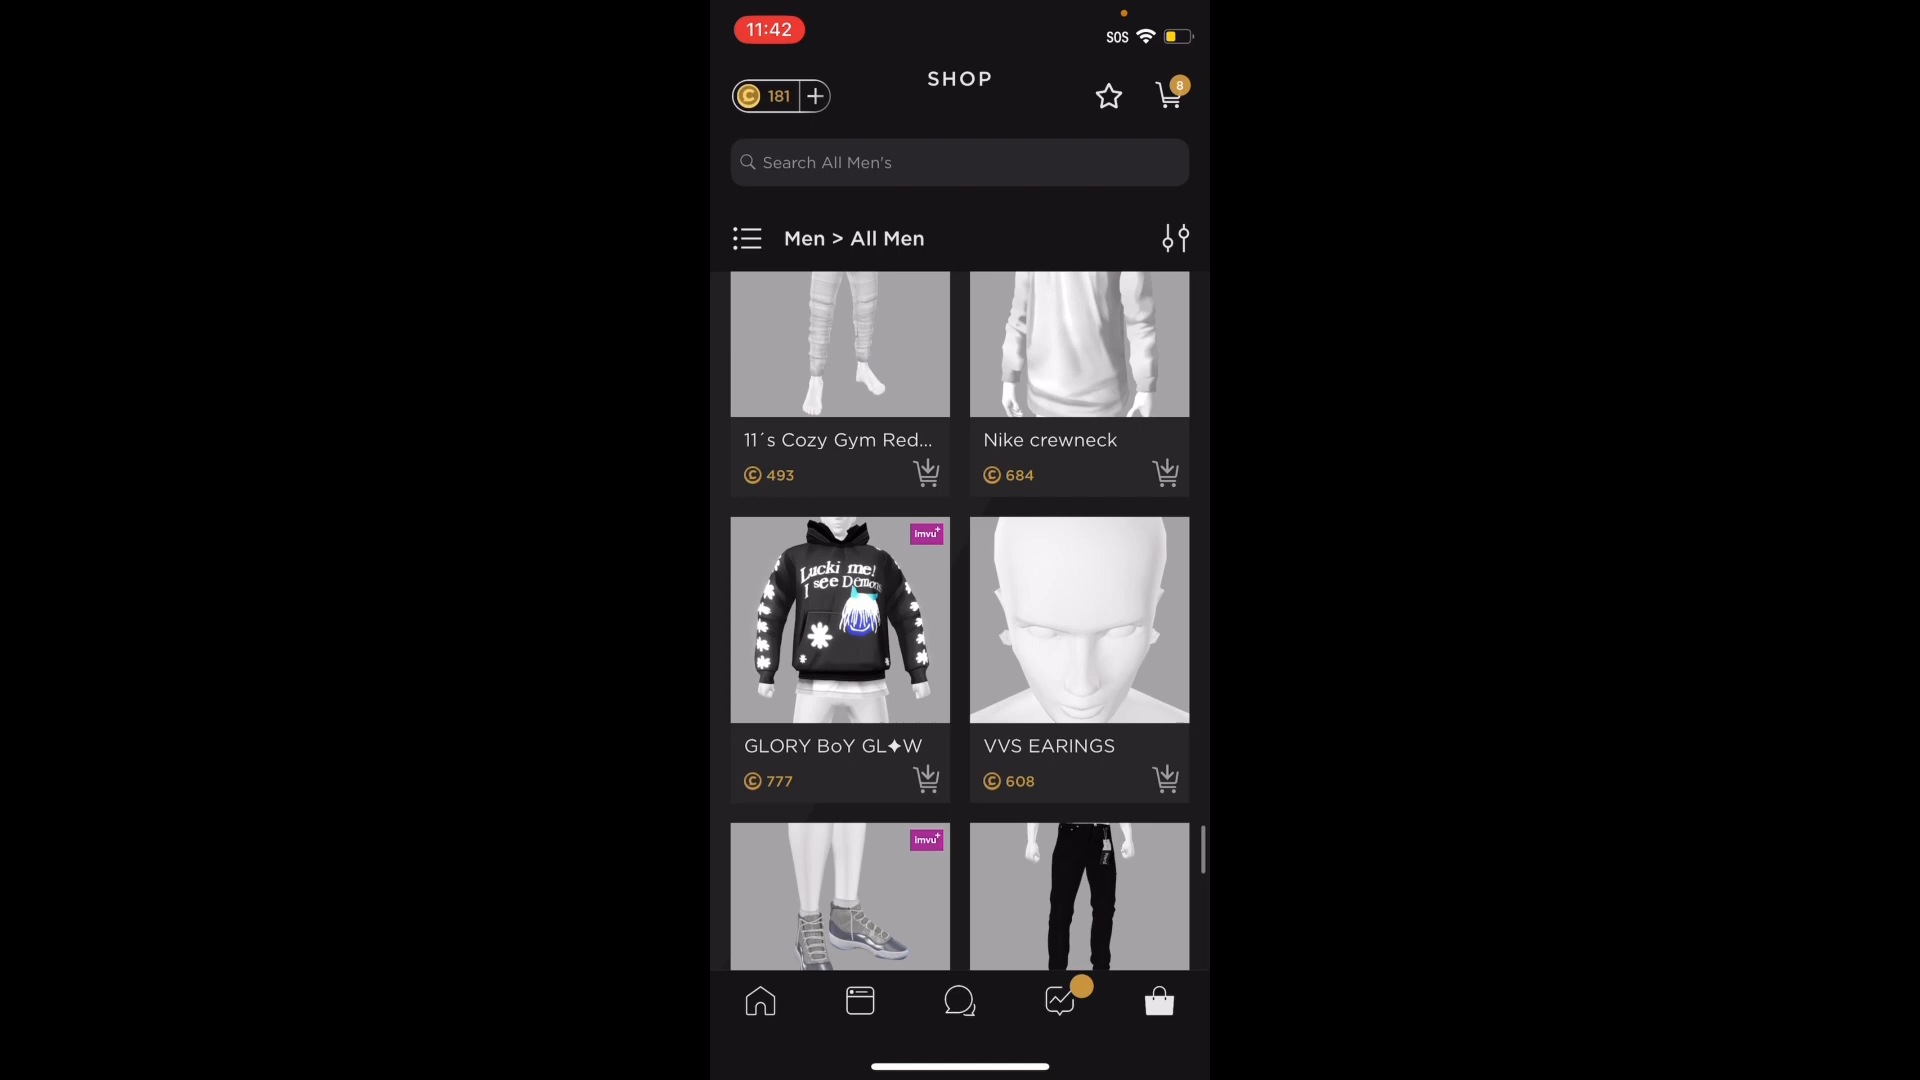 11:42
SOS
SHOP
181
8
Search All Men's
Men > All Men
11´s Cozy Gym Red...
Nike crewneck
493
684
imvu+
Lucki me!
I see Demons
GLORY BoY GL✦W
VVS EARINGS
777
608
imvu+